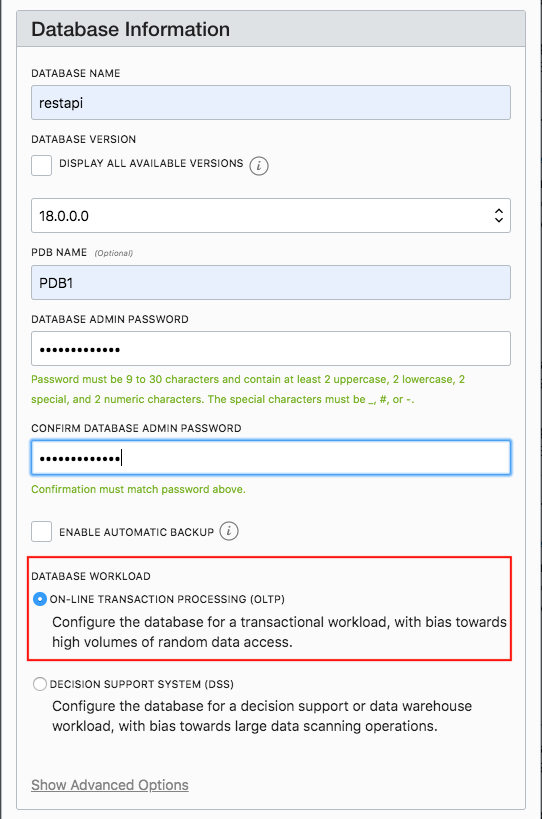 Database Information
DATABASE NAME
restapi
DATABASE VERSION
DISPLAY ALL AVAILABLE VERSIONS i
18.0.0.0
PDB NAME (Optional)
PDB1
DATABASE ADMIN PASSWORD
•••••••••••••
Password must be 9 to 30 characters and contain at least 2 uppercase, 2 lowercase, 2
special, and 2 numeric characters. The special characters must be _, #, or -.
CONFIRM DATABASE ADMIN PASSWORD
•••••••••••••
Confirmation must match password above.
ENABLE AUTOMATIC BACKUP i
DATABASE WORKLOAD
ON-LINE TRANSACTION PROCESSING (OLTP)
Configure the database for a transactional workload, with bias towards
high volumes of random data access.
DECISION SUPPORT SYSTEM (DSS)
Configure the database for a decision support or data warehouse
workload, with bias towards large data scanning operations.
Show Advanced Options